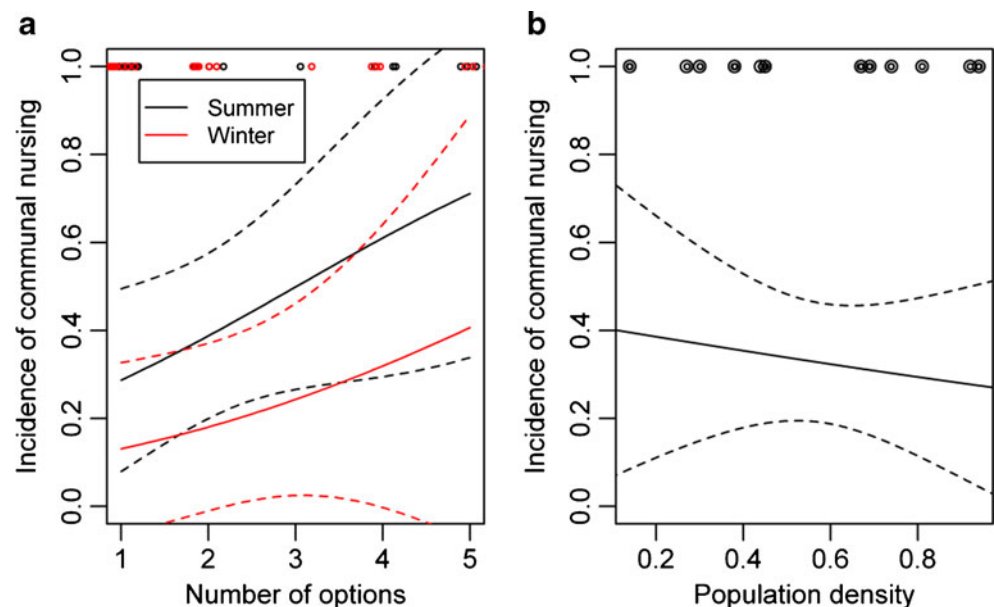 a
Incidence of communal nursing
0.0 0.2 0.4 0.6 0.8 1.0
Summer
Winter
1 2 3 4 5
Number of options
b
Incidence of communal nursing
0.0 0.2 0.4 0.6 0.8 1.0
0.2 0.4 0.6 0.8
Population density